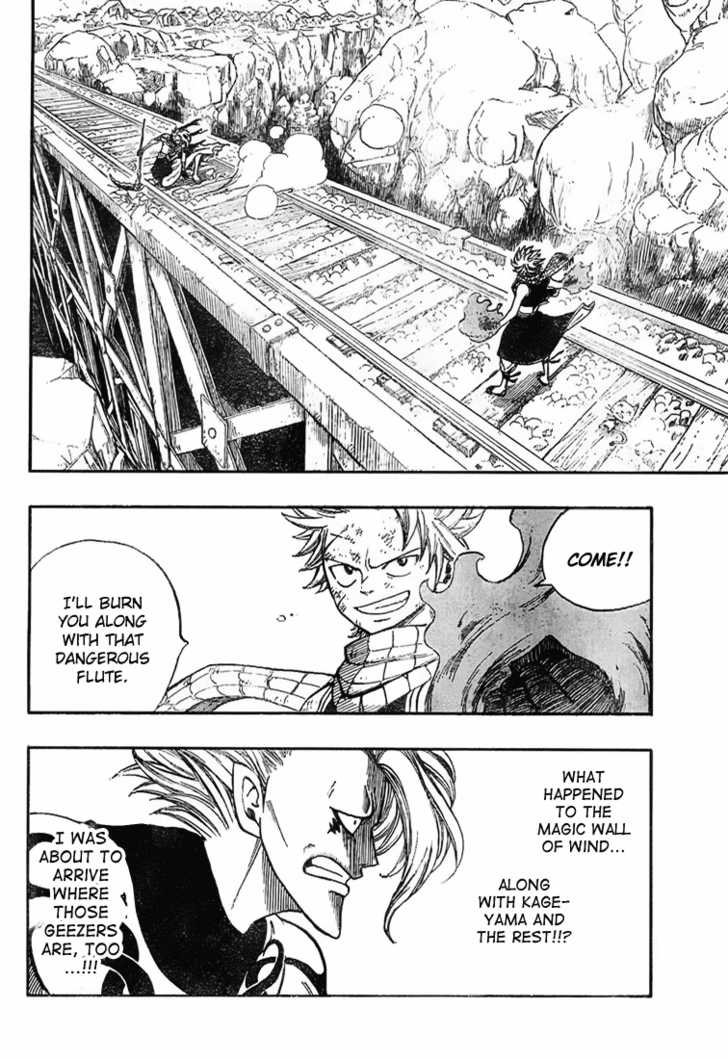 COME!!
I'LL BURN
YOU ALONG
WITH THAT
DANGEROUS
FLUTE.
WHAT
HAPPENED
TO THE
MAGIC WALL
OF WIND...
ALONG
WITH KAGE-
YAMA AND
THE REST!!?
I WAS
ABOUT TO
ARRIVE
WHERE
THOSE
GEEZERS
ARE, TOO
...!!!